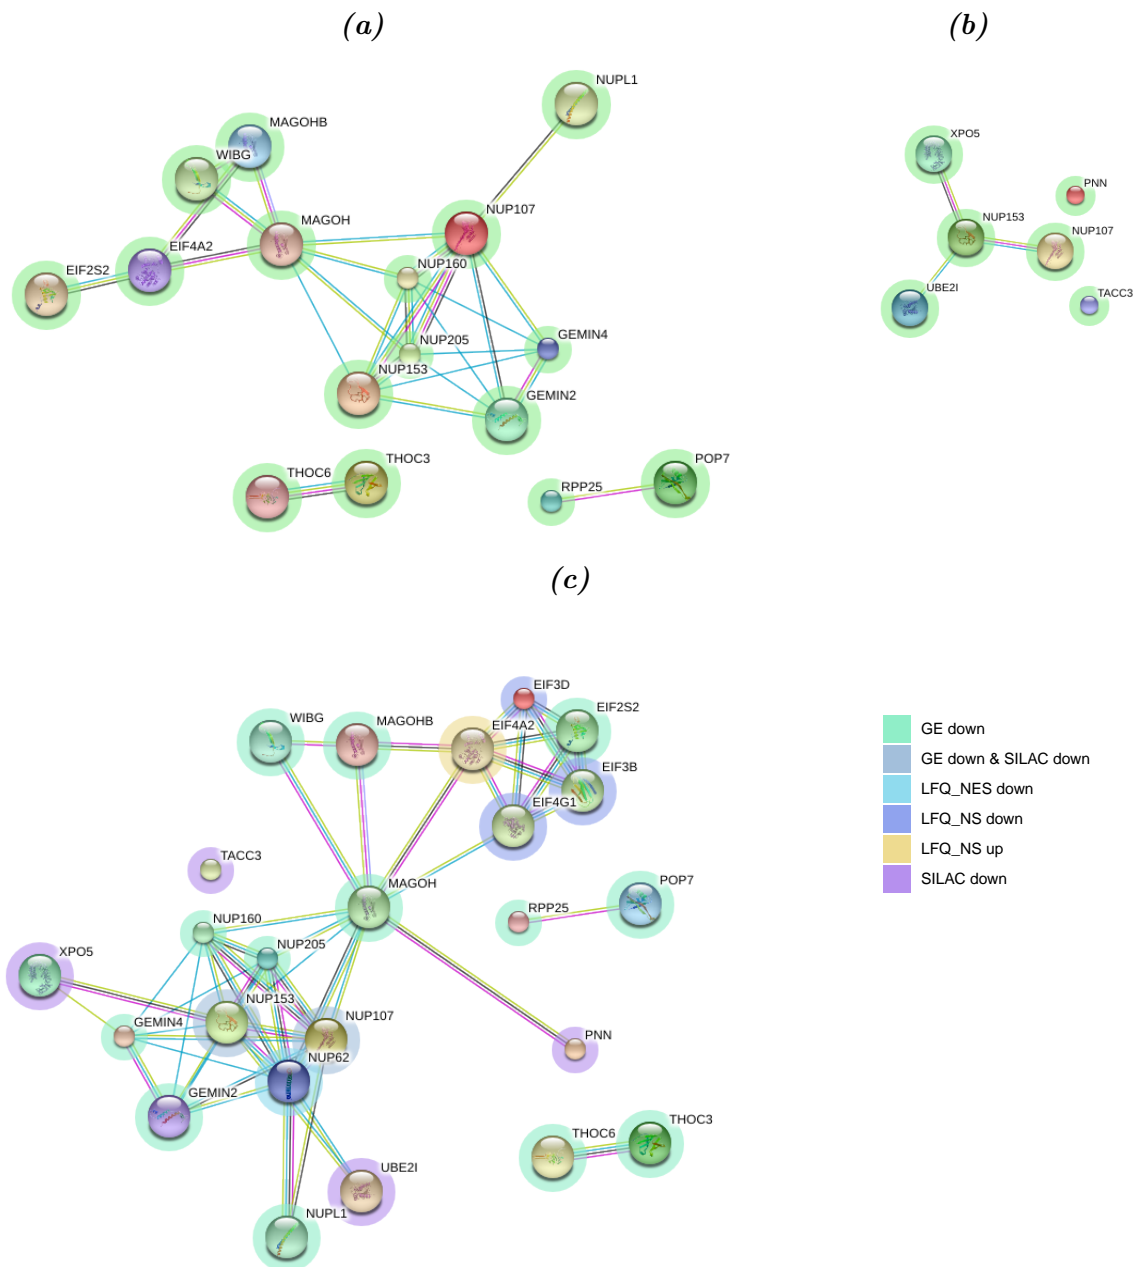 (a)
(b)
NUPL1
MAGOHB
WIBG
XPO5
PNN
NUP107
MAGOH
NUP153
NUP107
EIF4A2
NUP160
EIF2S2
UBE2I
TACC3
GEMIN4
NUP205
NUP153
GEMIN2
THOC3
POP7
THOC6
RPP25
(c)
EIF3D
EIF2S2
WIBG
MAGOHB
EIF4A2
GE down
GE down & SILAC down
EIF3B
LFQ_NES down
EIF4G1
LFQ_NS down
LFQ_NS up
TACC3
SILAC down
MAGOH
POP7
RPP25
NUP160
NUP205
XPO5
NUP153
NUP107
GEMIN4
PNN
NUP62
GEMIN2
THOC3
THOC6
UBE2I
NUPL1